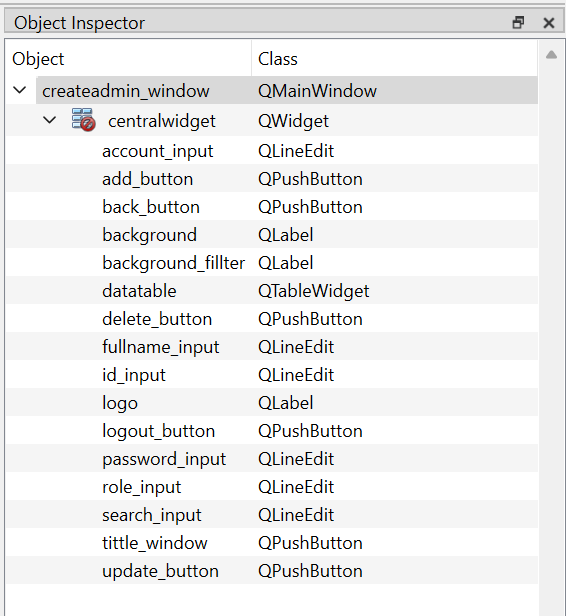 Object Inspector
Object Class
createadmin_window QMainWindow
centralwidget QWidget
account_input QLineEdit
add_button QPushButton
back_button QPushButton
background QLabel
background_fillter QLabel
datatable QTableWidget
delete_button QPushButton
fullname_input QLineEdit
id_input QLineEdit
logo QLabel
logout_button QPushButton
password_input QLineEdit
role_input QLineEdit
search_input QLineEdit
tittle_window QPushButton
update_button QPushButton